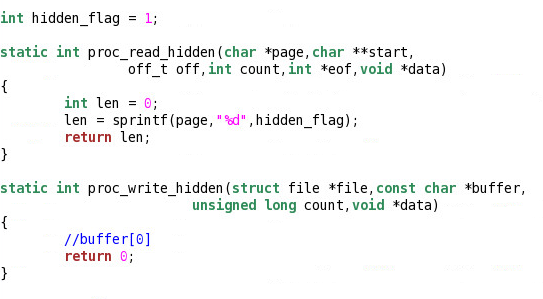 int hidden_flag = 1;
static int proc_read_hidden(char *page,char **start,
off_t off,int count,int *eof,void *data)
{
int len = 0;
len = sprintf(page,"%d",hidden_flag);
return len;
}
static int proc_write_hidden(struct file *file,const char *buffer,
unsigned long count,void *data)
{
//buffer[0]
return 0;
}